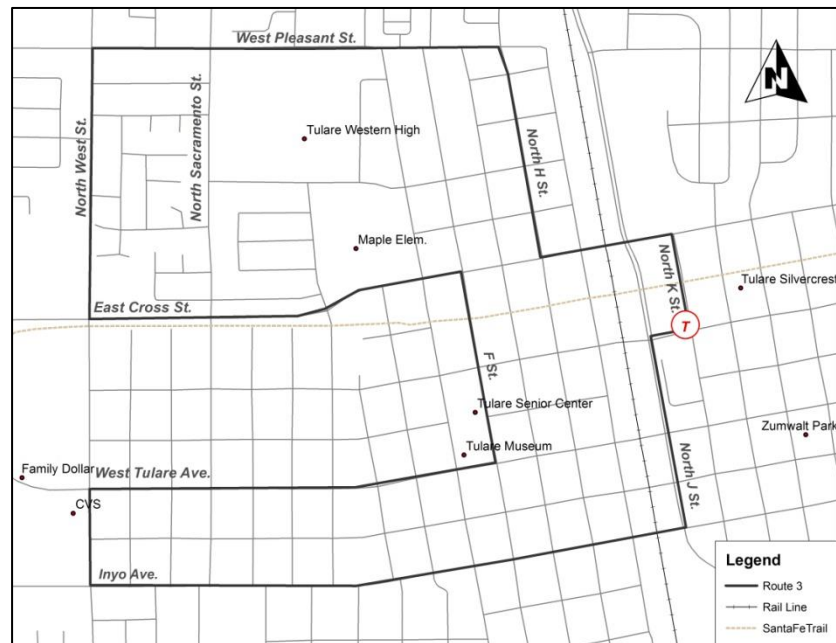 West Pleasant St.
N
North West St.
North Sacramento St.
Tulare Western High
North H St.
Maple Elem.
North K St.
Tulare Silvercrest
East Cross St.
T
F St.
Tulare Senior Center
Zumwalt Park
Tulare Museum
Family Dollar
West Tulare Ave.
North J St.
CVS
Inyo Ave.
Legend
Route 3
Rail Line
SantaFeTrail